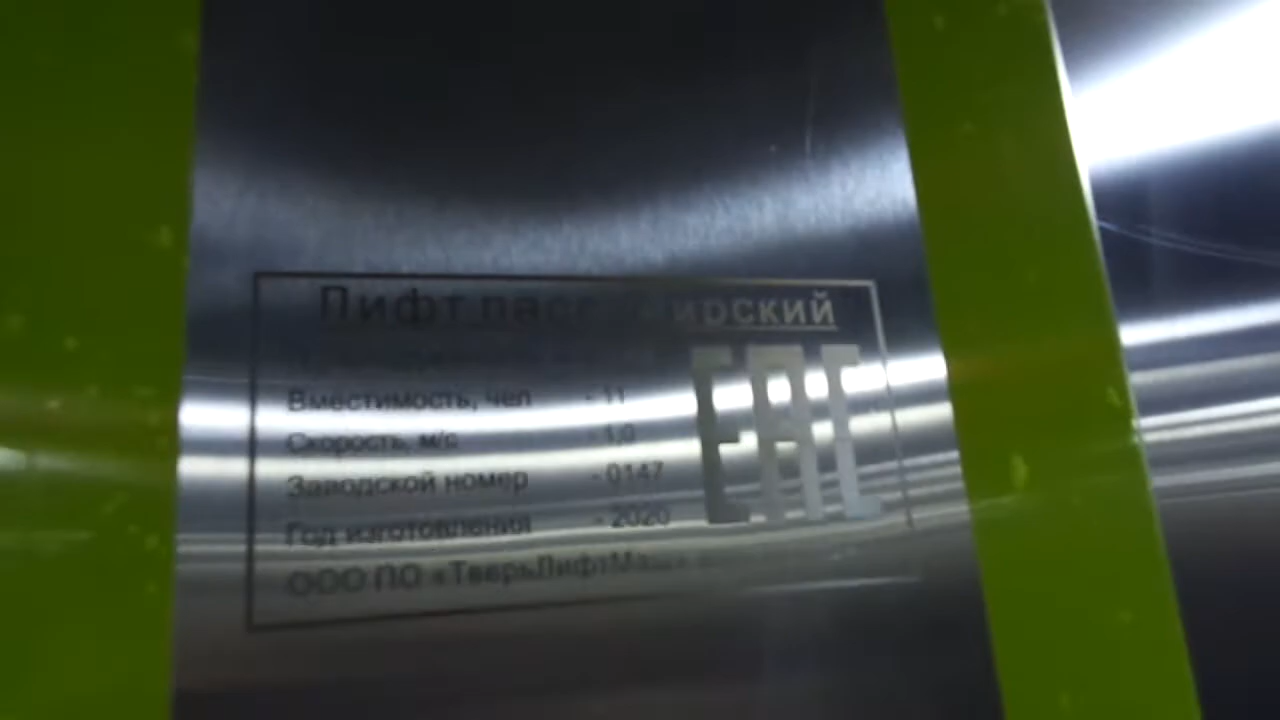 Лифт пассажирский
Вместимость, чел - 11
Скорость, м/с - 1,0
Заводской номер - 0147
Год изготовления - 2020
ООО ПО «ТверьЛифтМаш»
EAC